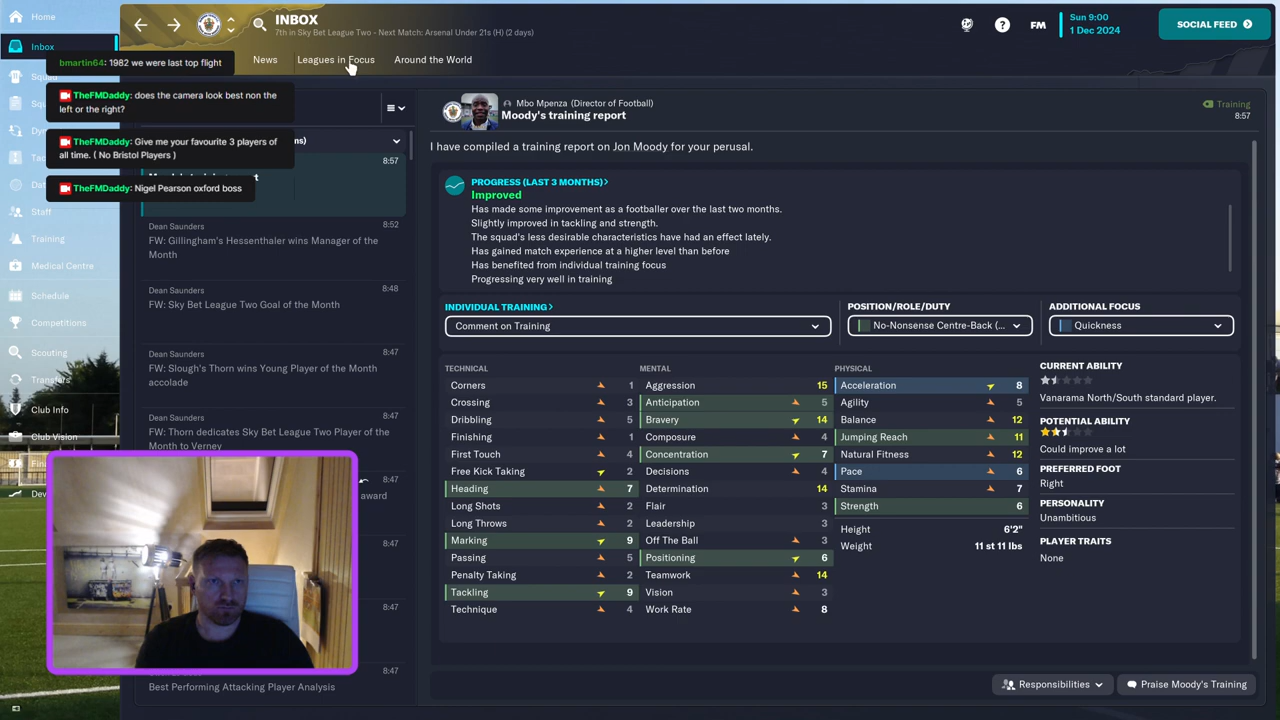 Home
Inbox
INBOX
7th in Sky Bet League Two - Next Match: Arsenal Under 21s (H) (2 days)
FM
Sun 9:00
1 Dec 2024
SOCIAL FEED
News
Leagues in Focus
Around the World
bmartin64: 1982 we were last top flight
TheFMDaddy: does the camera look best non the
left or the right?
TheFMDaddy: Give me your favourite 3 players of
all time. ( No Bristol Players )
TheFMDaddy: Nigel Pearson oxford boss
Staff
Training
Medical Centre
Schedule
Competitions
Scouting
Transfers
Club Info
Club Vision
8:57
Dean Saunders
8:52
FW: Gillingham's Hessenthaler wins Manager of the
Month
Dean Saunders
8:48
FW: Sky Bet League Two Goal of the Month
Dean Saunders
8:47
FW: Slough's Thorn wins Young Player of the Month
accolade
Dean Saunders
8:47
FW: Thorn dedicates Sky Bet League Two Player of the
Month to Verney
8:47
award
8:47
8:47
8:47
Best Performing Attacking Player Analysis
Mbo Mpenza (Director of Football)
Moody's training report
Training
8:57
I have compiled a training report on Jon Moody for your perusal.
PROGRESS (LAST 3 MONTHS)
Improved
Has made some improvement as a footballer over the last two months.
Slightly improved in tackling and strength.
The squad's less desirable characteristics have had an effect lately.
Has gained match experience at a higher level than before
Has benefited from individual training focus
Progressing very well in training
INDIVIDUAL TRAINING
Comment on Training
POSITION/ROLE/DUTY
No-Nonsense Centre-Back (...
ADDITIONAL FOCUS
Quickness
TECHNICAL
Corners 1
Crossing 3
Dribbling 5
Finishing 1
First Touch 4
Free Kick Taking 2
Heading 7
Long Shots 2
Long Throws 2
Marking 9
Passing 5
Penalty Taking 2
Tackling 9
Technique 4
MENTAL
Aggression 15
Anticipation 5
Bravery 14
Composure 4
Concentration 7
Decisions 4
Determination 14
Flair 3
Leadership 3
Off The Ball 3
Positioning 6
Teamwork 14
Vision 3
Work Rate 8
PHYSICAL
Acceleration 8
Agility 5
Balance 12
Jumping Reach 11
Natural Fitness 12
Pace 6
Stamina 7
Strength 6
Height 6'2"
Weight 11 st 11 lbs
CURRENT ABILITY
Vanarama North/South standard player.
POTENTIAL ABILITY
Could improve a lot
PREFERRED FOOT
Right
PERSONALITY
Unambitious
PLAYER TRAITS
None
Responsibilities
Praise Moody's Training